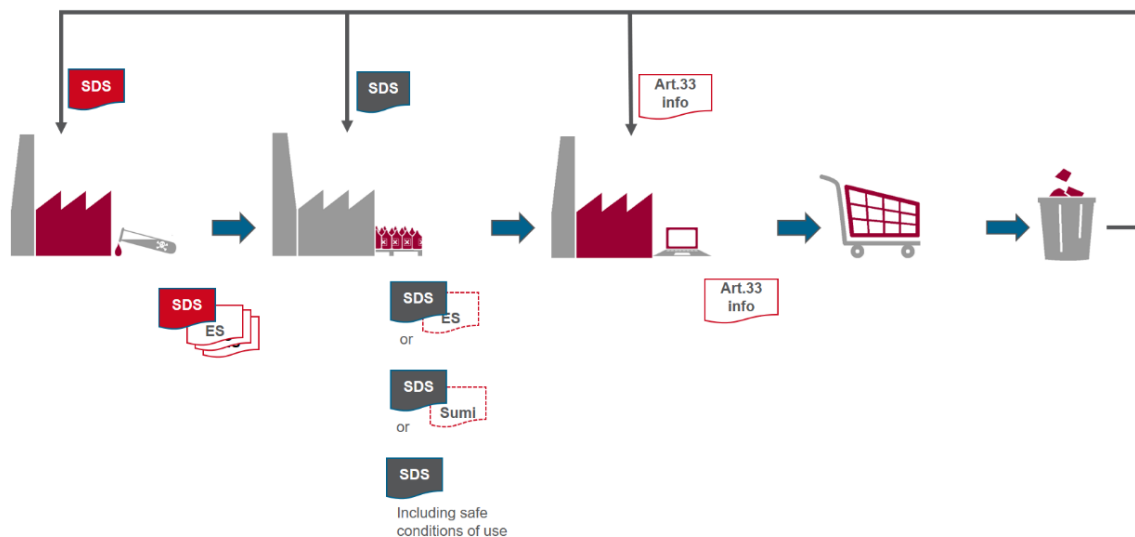 SDS
SDS
Art.33
info
SDS
ES
Art.33
info
SDS
ES
or
SDS
Sumi
or
SDS
Including safe
conditions of use